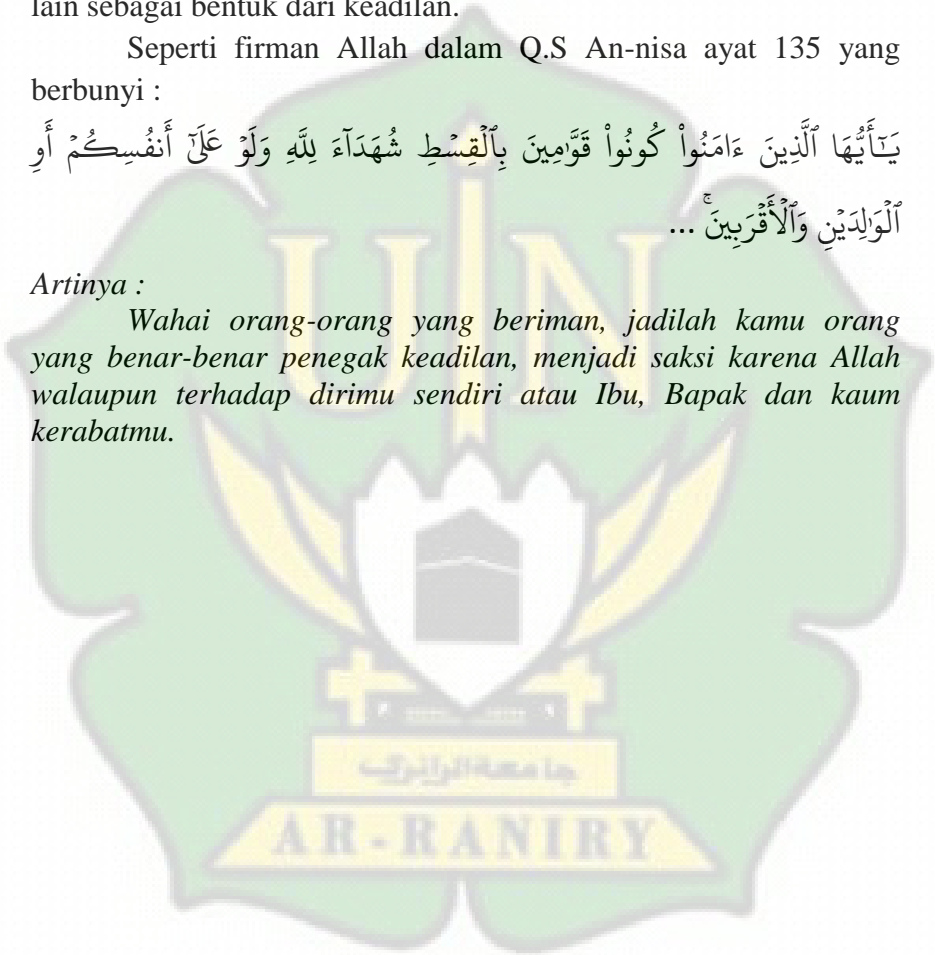 lain sebagai bentuk dari keadilan.
Seperti firman Allah dalam Q.S An-nisa ayat 135 yang
berbunyi :
يَـٰٓأَيُّهَا ٱلَّذِينَ ءَامَنُوا۟ كُونُوا۟ قَوَّٰمِينَ بِٱلْقِسْطِ شُهَدَآءَ لِلَّهِ وَلَوْ عَلَىٰٓ أَنفُسِكُمْ أَوِ
ٱلْوَٰلِدَيْنِ وَٱلْأَقْرَبِينَ ۚ ...
Artinya :
Wahai orang-orang yang beriman, jadilah kamu orang
yang benar-benar penegak keadilan, menjadi saksi karena Allah
walaupun terhadap dirimu sendiri atau Ibu, Bapak dan kaum
kerabatmu.
UIN
جامعة الرانري
AR-RANIRY